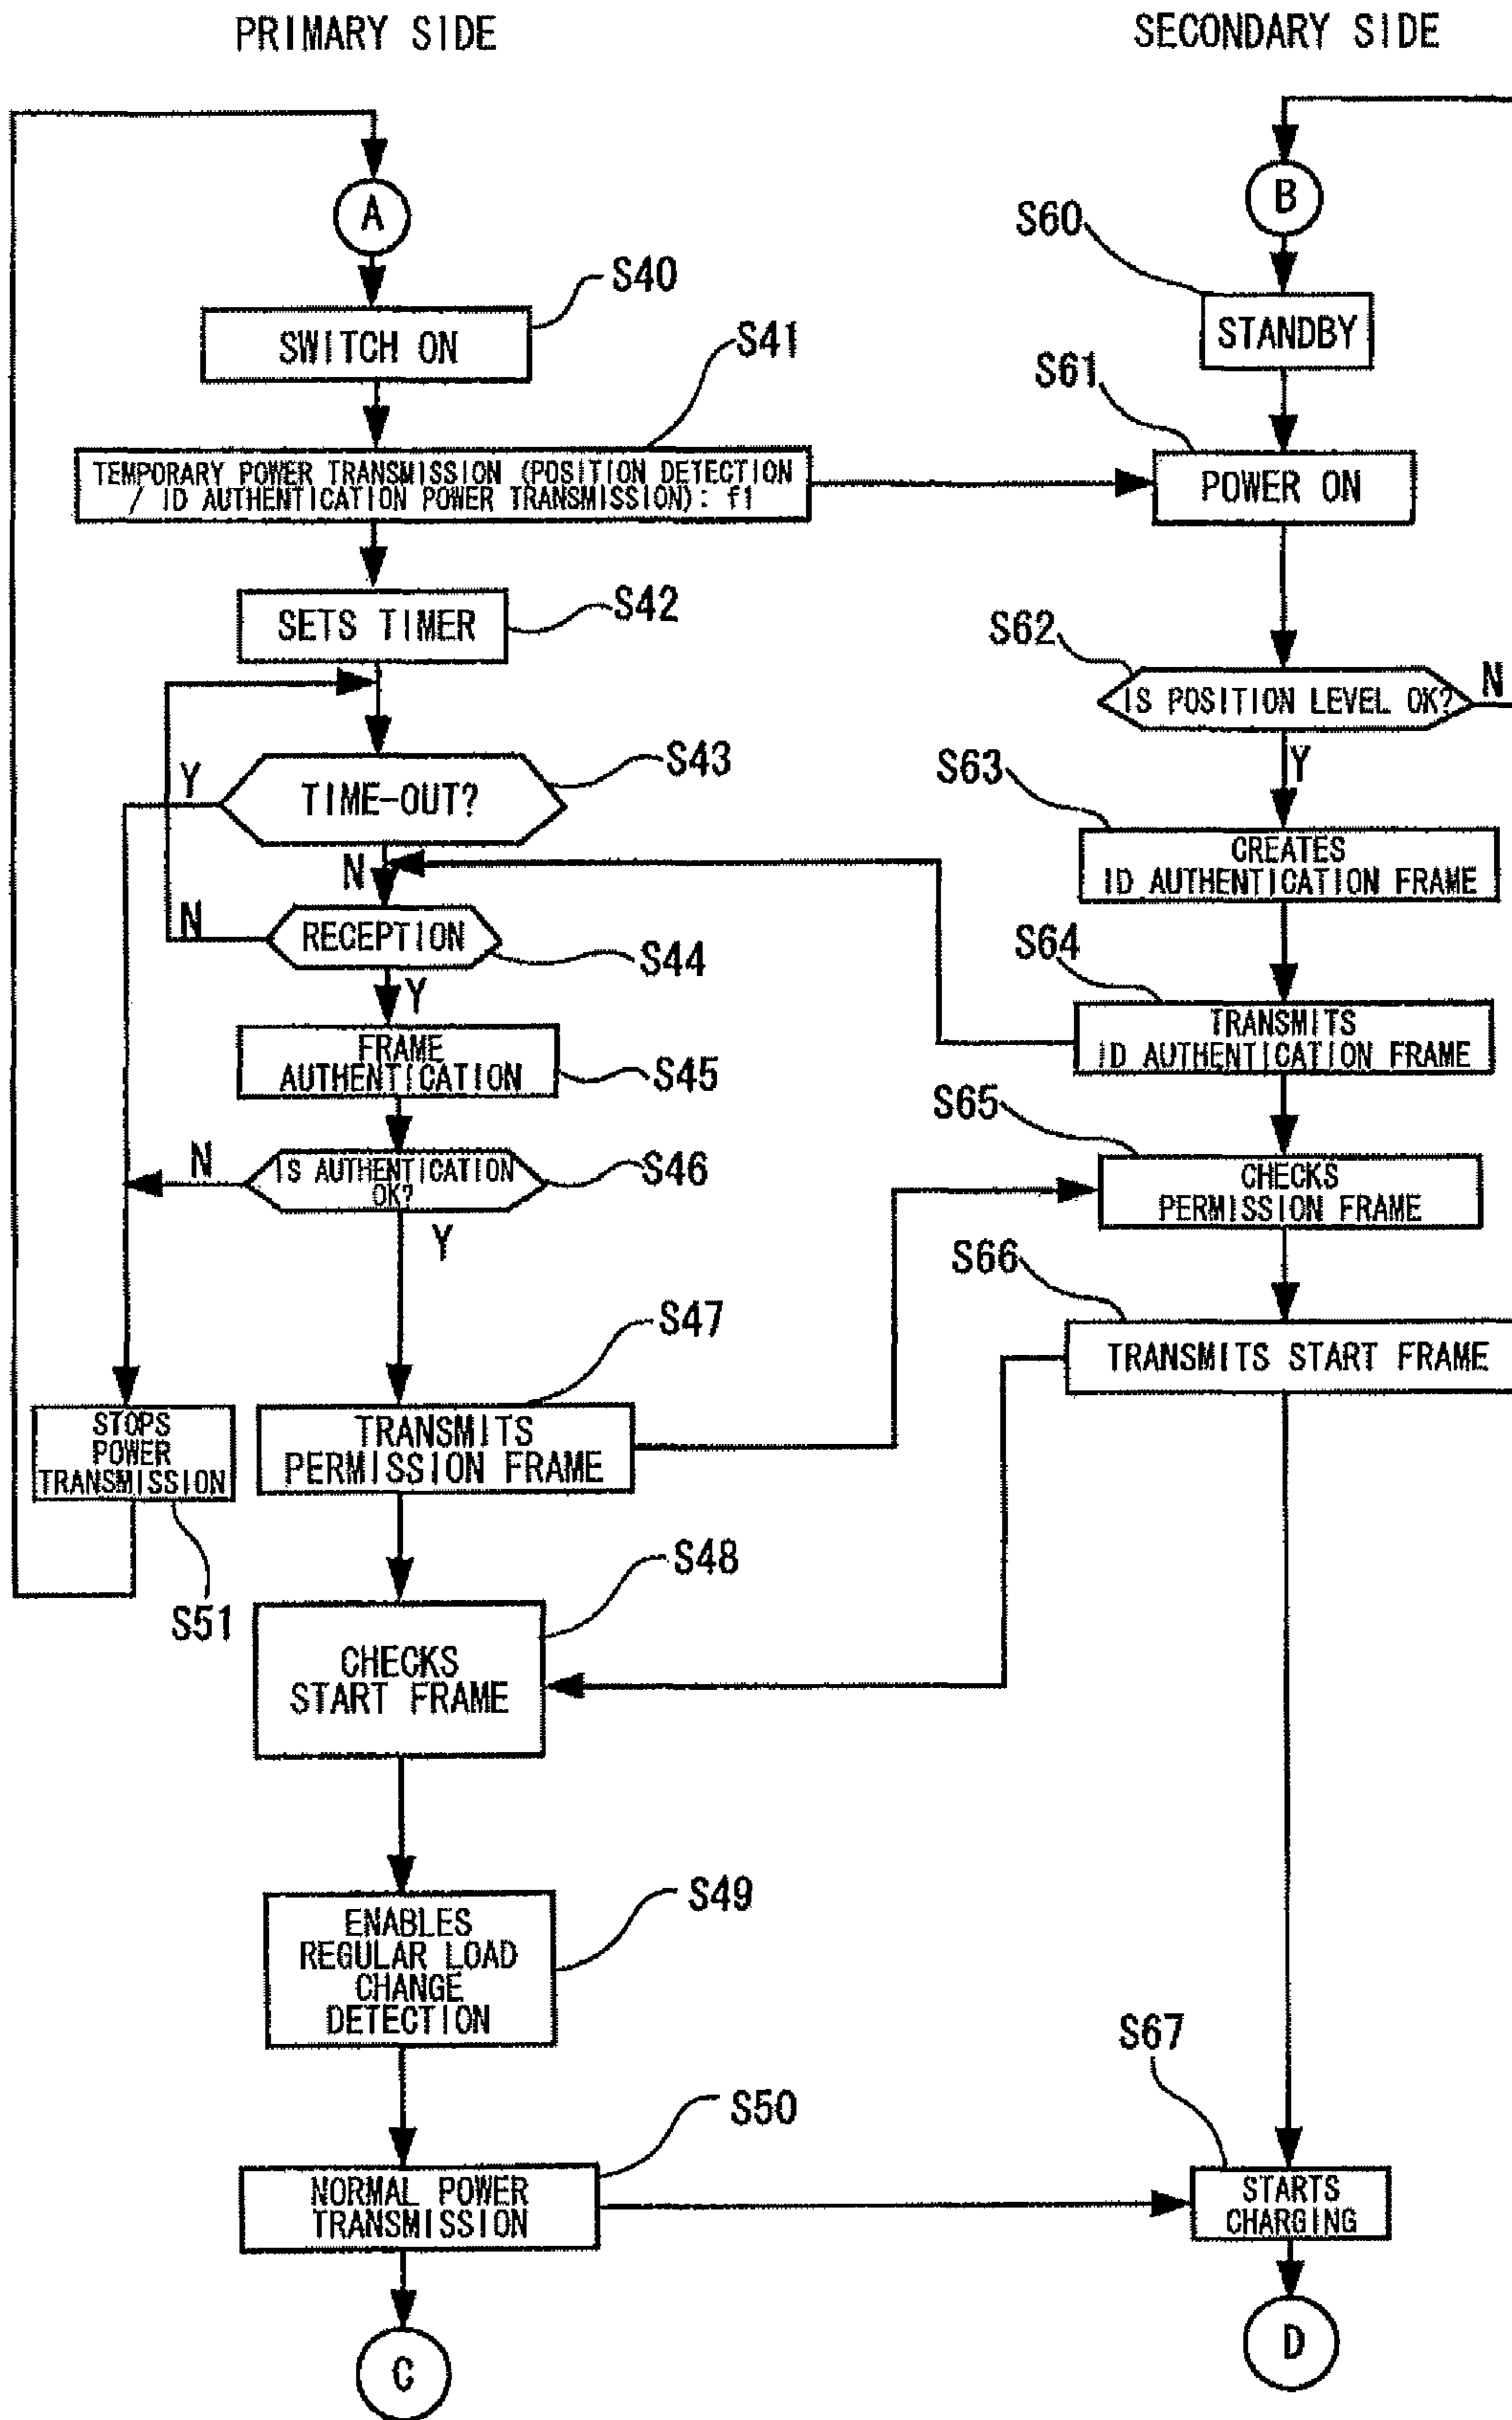 PRIMARY SIDE
SECONDARY SIDE
A
B
S40
SWITCH ON
S60
STANDBY
S41
TEMPORARY POWER TRANSMISSION (POSITION DETECTION
/ ID AUTHENTICATION POWER TRANSMISSION): f1
S61
POWER ON
SETS TIMER
S42
S62
IS POSITION LEVEL OK?
N
Y
S43
TIME-OUT?
Y
N
S63
CREATES
ID AUTHENTICATION FRAME
N
RECEPTION
S44
Y
S64
TRANSMITS
ID AUTHENTICATION FRAME
FRAME
AUTHENTICATION
S45
S65
CHECKS
PERMISSION FRAME
N
IS AUTHENTICATION
OK?
S46
Y
S66
TRANSMITS START FRAME
S47
TRANSMITS
PERMISSION FRAME
STOPS
POWER
TRANSMISSION
S51
S48
CHECKS
START FRAME
S49
ENABLES
REGULAR LOAD
CHANGE
DETECTION
S50
NORMAL POWER
TRANSMISSION
S67
STARTS
CHARGING
C
D